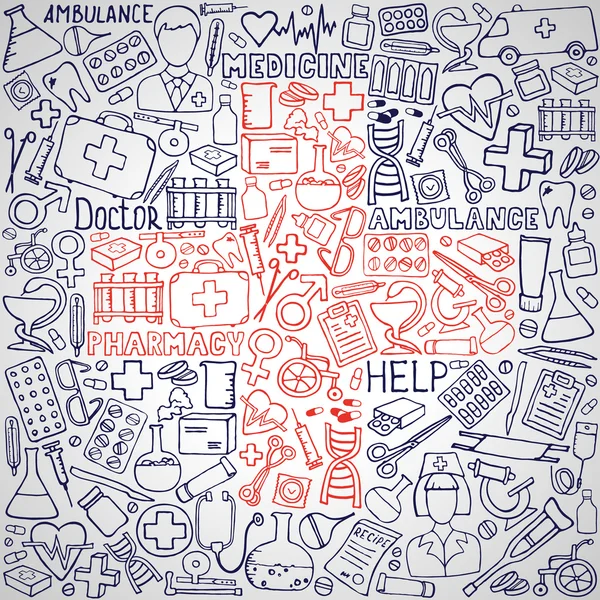 AMBULANCE
MEDICINE
DOCTOR
AMBULANCE
PHARMACY
HELP
RECIPE